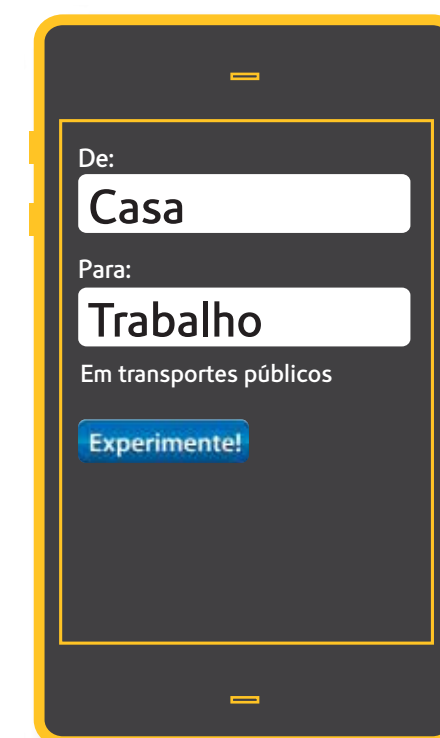 De:
Casa
Para:
Trabalho
Em transportes públicos
Experimente!